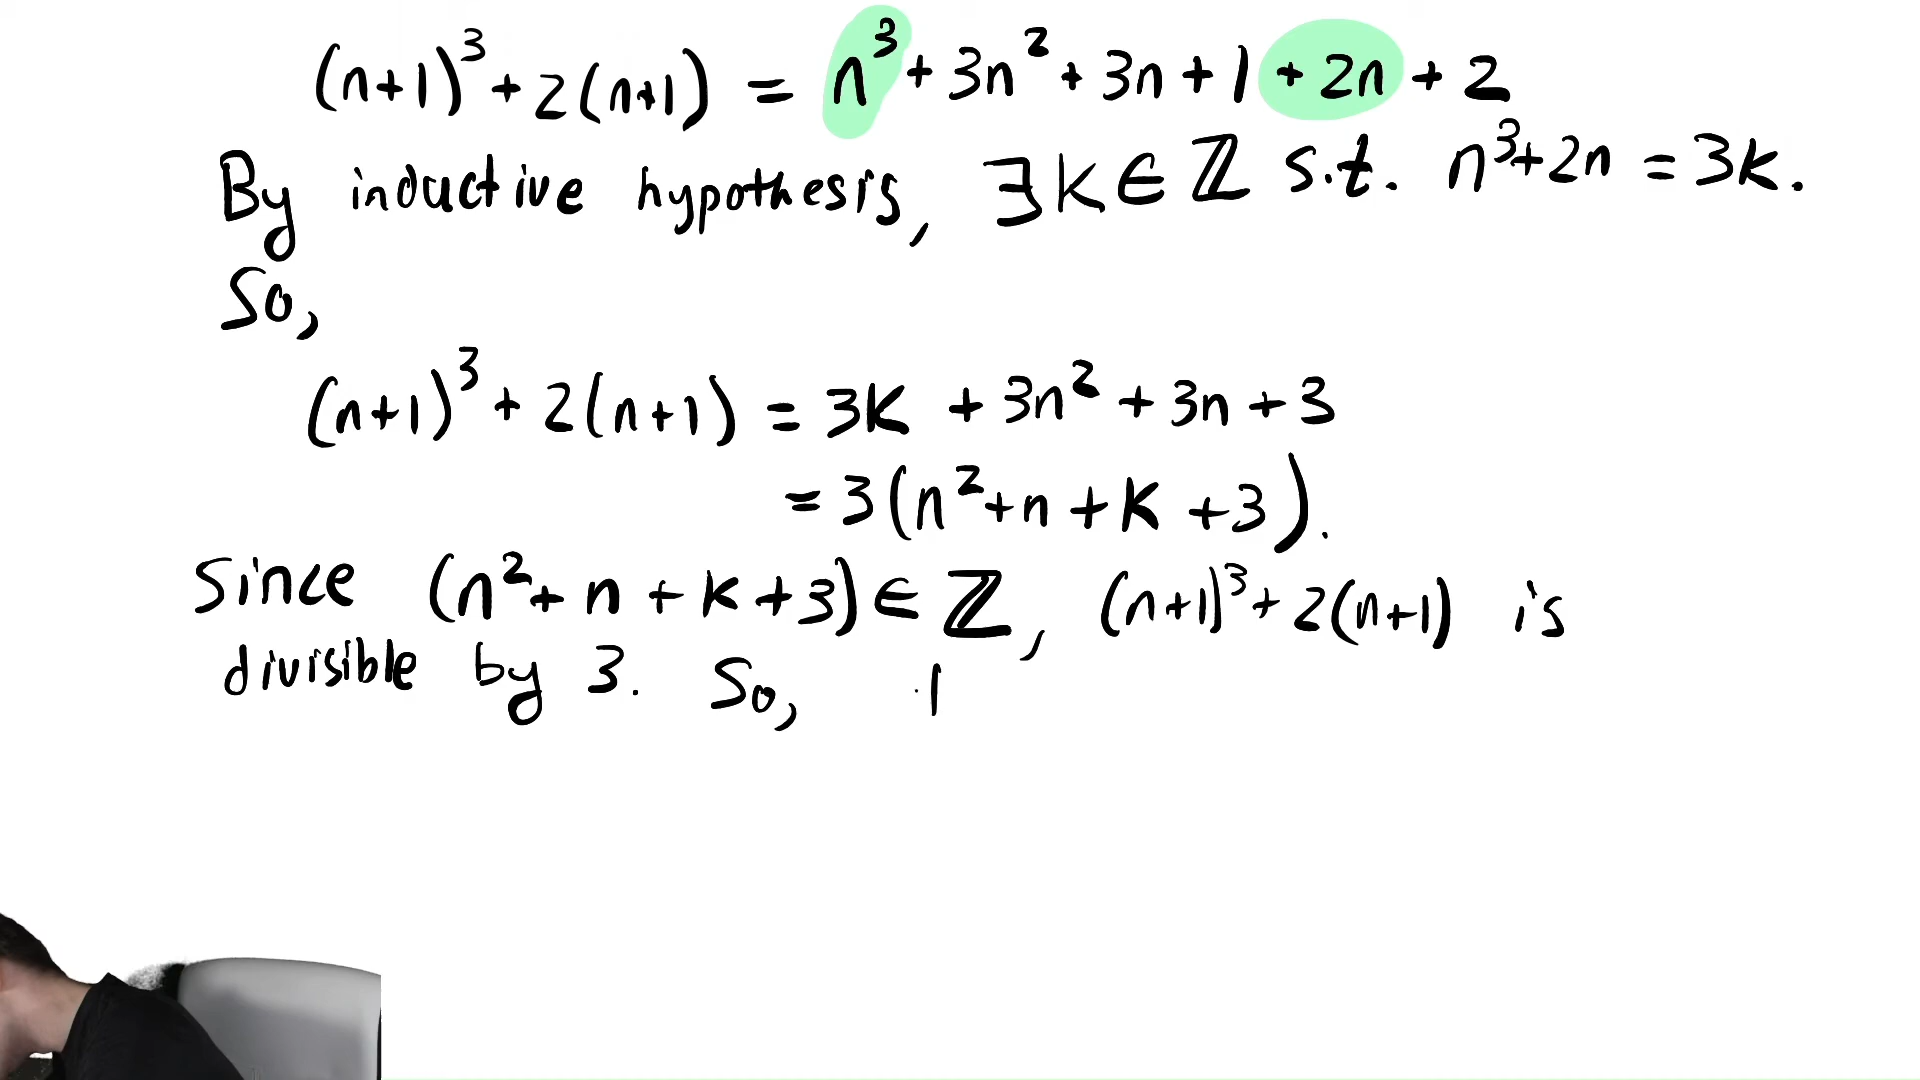 (n+1)³ + 2(n+1) = n³ + 3n² + 3n + 1 + 2n + 2
By inductive hypothesis, ∃k∈ℤ s.t. n³+2n = 3k.
So,
(n+1)³ + 2(n+1) = 3k + 3n² + 3n + 3
= 3(n²+n+k+3).
Since (n²+n+k+3)∈ℤ, (n+1)³+2(n+1) is
divisible by 3. So,